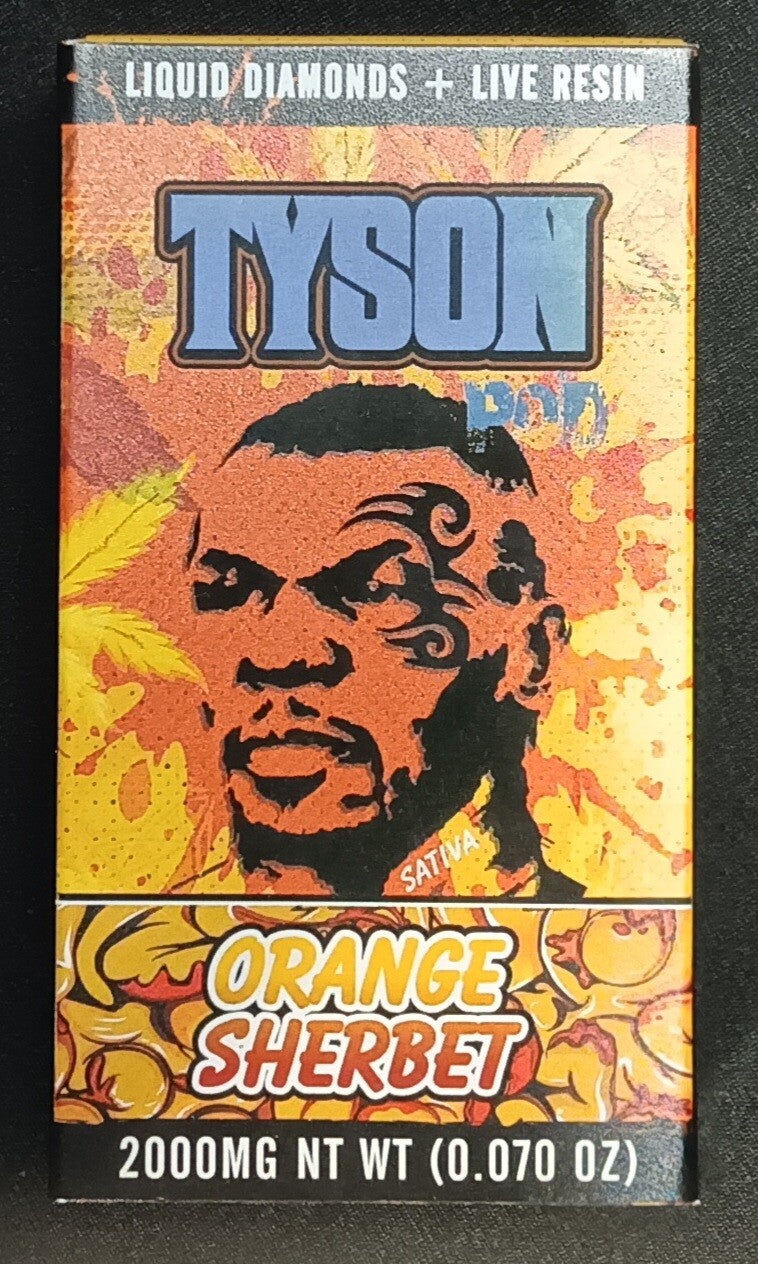 LIQUID DIAMONDS + LIVE RESIN
TYSON
POD
SATIVA
ORANGE
SHERBET
2000MG NT WT (0.070 OZ)